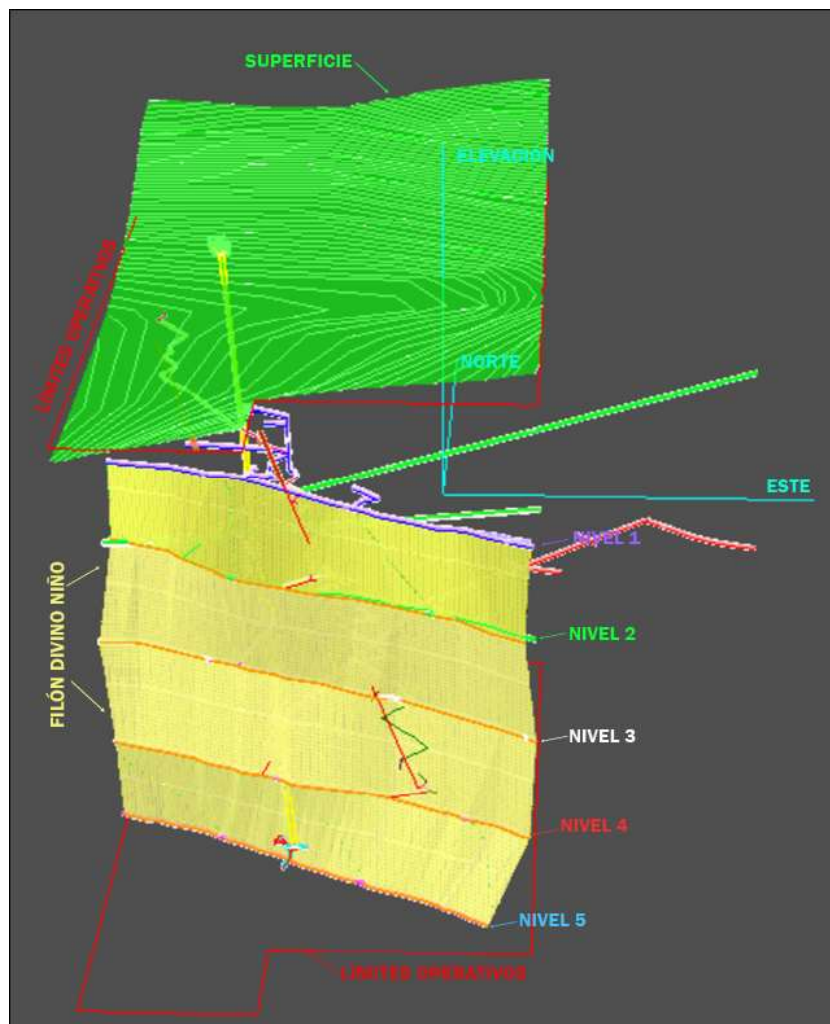 SUPERFICIE
ELEVACION
LÍMITES OPERATIVOS
NORTE
ESTE
NIVEL 1
FILÓN DIVINO NIÑO
NIVEL 2
NIVEL 3
NIVEL 4
NIVEL 5
LÍMITES OPERATIVOS